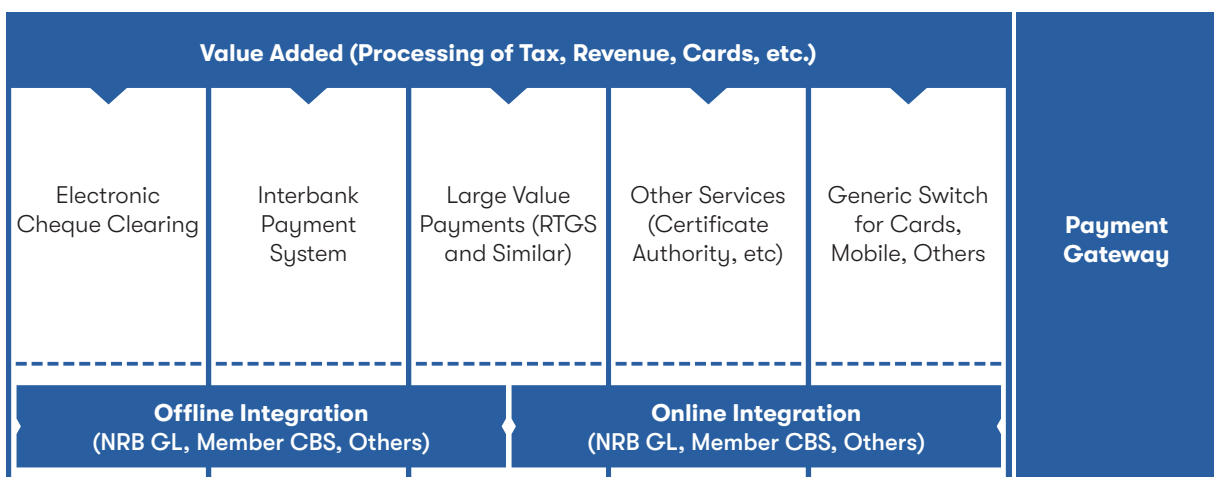 Value Added (Processing of Tax, Revenue, Cards, etc.)
Electronic
Cheque Clearing
Interbank
Payment
System
Large Value
Payments (RTGS
and Similar)
Other Services
(Certificate
Authority, etc)
Generic Switch
for Cards,
Mobile, Others
Payment
Gateway
Offline Integration
(NRB GL, Member CBS, Others)
Online Integration
(NRB GL, Member CBS, Others)